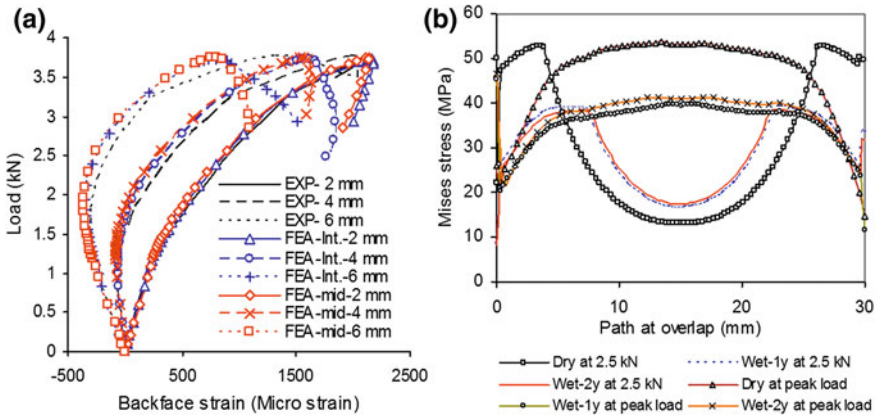 (a)
4
3.5
3
2.5
2
1.5
1
0.5
0
Load (kN)
-500
500
1500
2500
Backface strain (Micro strain)
EXP- 2 mm
EXP- 4 mm
EXP- 6 mm
FEA-Int.-2 mm
FEA-Int.-4 mm
FEA-Int.-6 mm
FEA-mid-2 mm
FEA-mid-4 mm
FEA-mid-6 mm
(b)
60
50
40
30
20
10
0
Mises stress (MPa)
0
10
20
30
Path at overlap (mm)
Dry at 2.5 kN
Wet-1y at 2.5 kN
Wet-2y at 2.5 kN
Dry at peak load
Wet-1y at peak load
Wet-2y at peak load